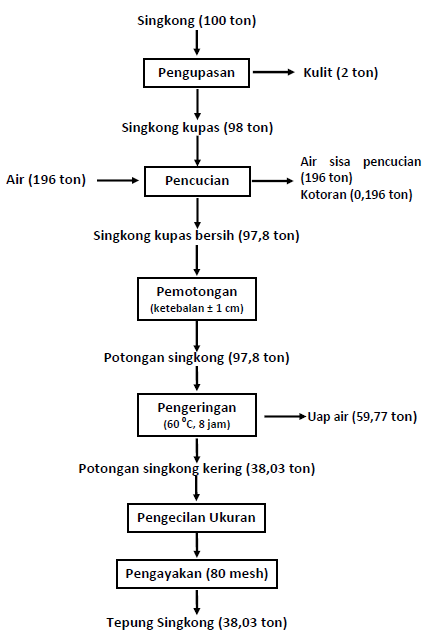 Singkong (100 ton)
Pengupasan
Kulit (2 ton)
Singkong kupas (98 ton)
Air (196 ton)
Pencucian
Air sisa pencucian
(196 ton)
Kotoran (0,196 ton)
Singkong kupas bersih (97,8 ton)
Pemotongan
(ketebalan ± 1 cm)
Potongan singkong (97,8 ton)
Pengeringan
(60 ⁰C, 8 jam)
Uap air (59,77 ton)
Potongan singkong kering (38,03 ton)
Pengecilan Ukuran
Pengayakan (80 mesh)
Tepung Singkong (38,03 ton)